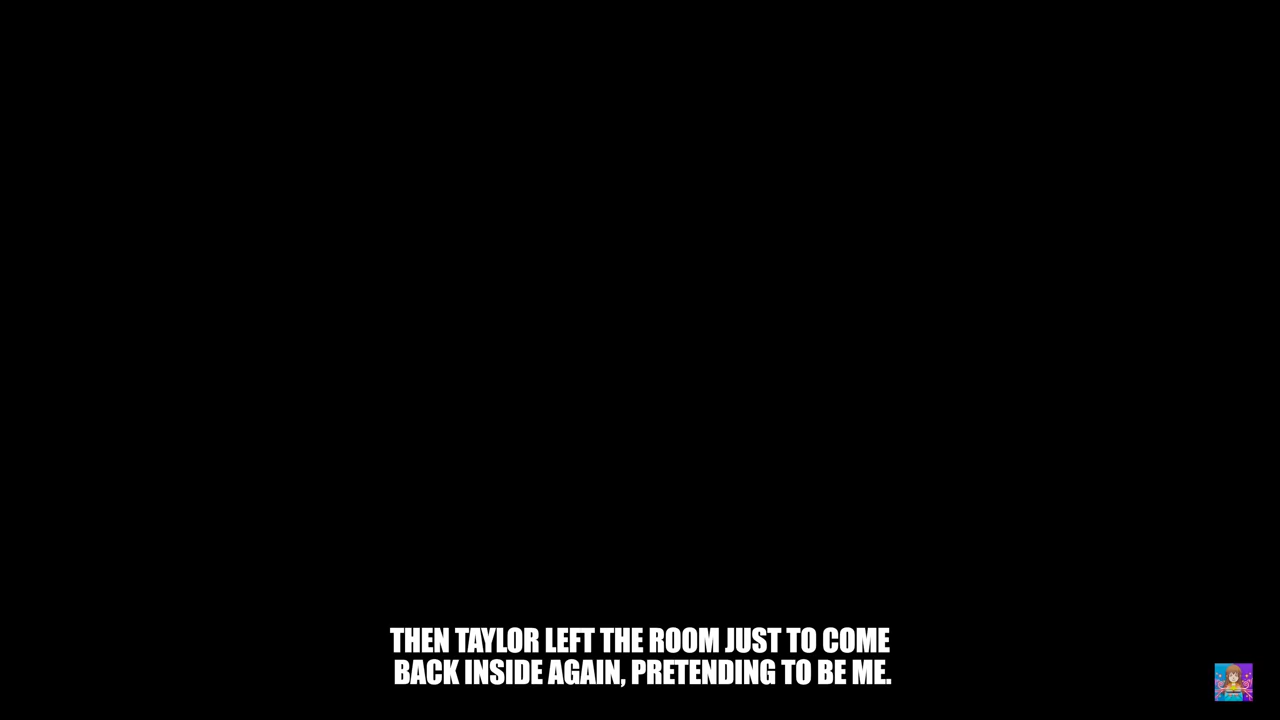 THEN TAYLOR LEFT THE ROOM JUST TO COME
BACK INSIDE AGAIN, PRETENDING TO BE ME.